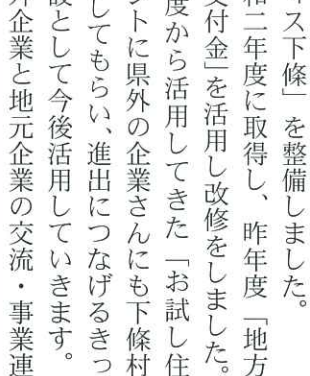 ィス下條」を整備しました。
和二年度に取得し、昨年度「地方
交付金」を活用し改修をしました。
度から活用してきた「お試し住
ントに県外の企業さんにも下條村
してもらい、進出につなげるきっ
設として今後活用していきます。
外企業と地元企業の交流・事業連